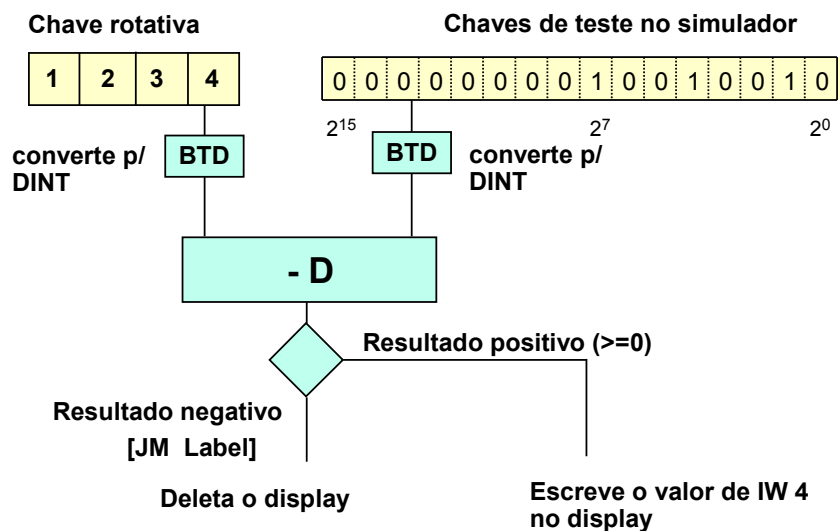 Chave rotativa
Chaves de teste no simulador
1 2 3 4
0 0 0 0 0 0 0 0 1 0 0 1 0 0 1 0
2¹⁵ 2⁷ 2⁰
converte p/
DINT
BTD
BTD
converte p/
DINT
- D
Resultado positivo (>=0)
Resultado negativo
[JM Label]
Deleta o display
Escreve o valor de IW 4
no display